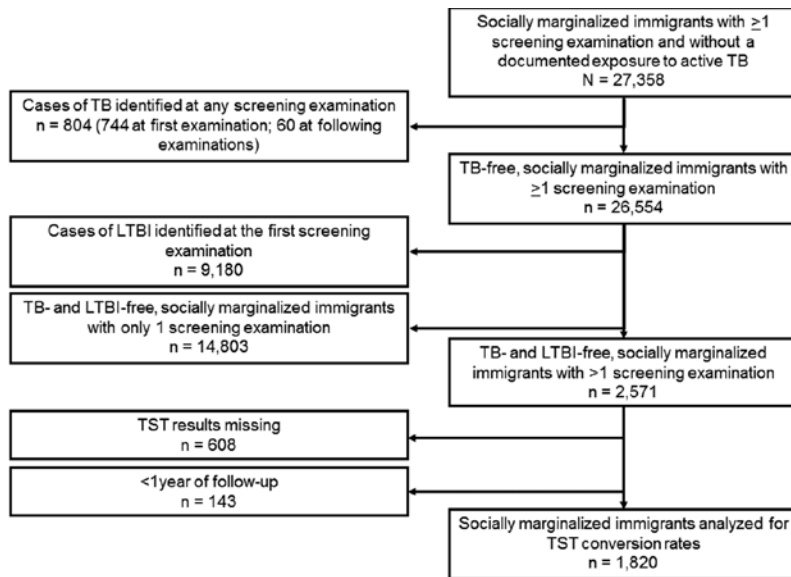 Socially marginalized immigrants with ≥1
screening examination and without a
documented exposure to active TB
N = 27,358
Cases of TB identified at any screening examination
n = 804 (744 at first examination; 60 at following
examinations)
TB-free, socially marginalized immigrants with
≥1 screening examination
n = 26,554
Cases of LTBI identified at the first screening
examination
n = 9,180
TB- and LTBI-free, socially marginalized immigrants
with only 1 screening examination
n = 14,803
TB- and LTBI-free, socially marginalized
immigrants with >1 screening examination
n = 2,571
TST results missing
n = 608
<1year of follow-up
n = 143
Socially marginalized immigrants analyzed for
TST conversion rates
n = 1,820